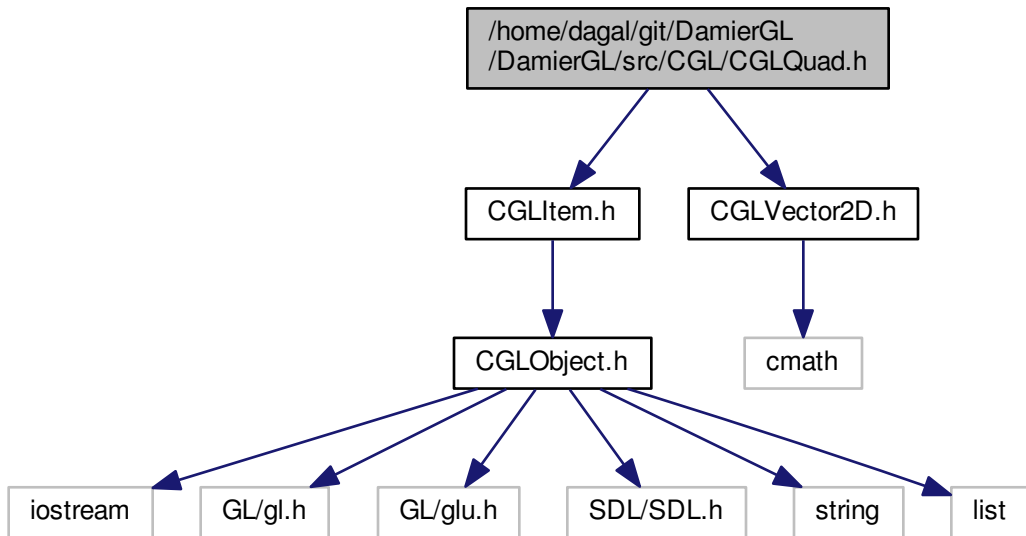 /home/dagal/git/DamierGL
/DamierGL/src/CGL/CGLQuad.h
CGLItem.h
CGLVector2D.h
CGLObject.h
cmath
iostream
GL/gl.h
GL/glu.h
SDL/SDL.h
string
list